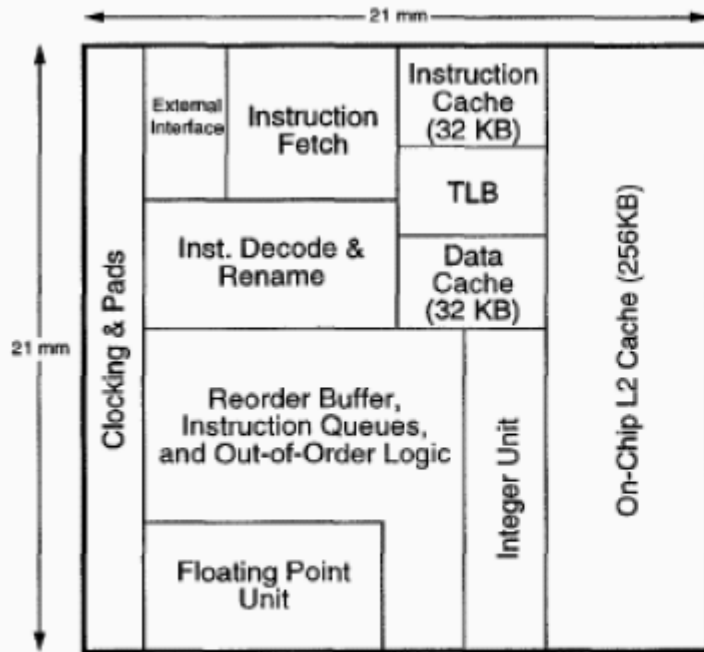 21 mm
21 mm
Clocking & Pads
External
Interface
Instruction
Fetch
Instruction
Cache
(32 KB)
TLB
Inst. Decode &
Rename
Data
Cache
(32 KB)
Reorder Buffer,
Instruction Queues,
and Out-of-Order Logic
Integer Unit
Floating Point
Unit
On-Chip L2 Cache (256KB)